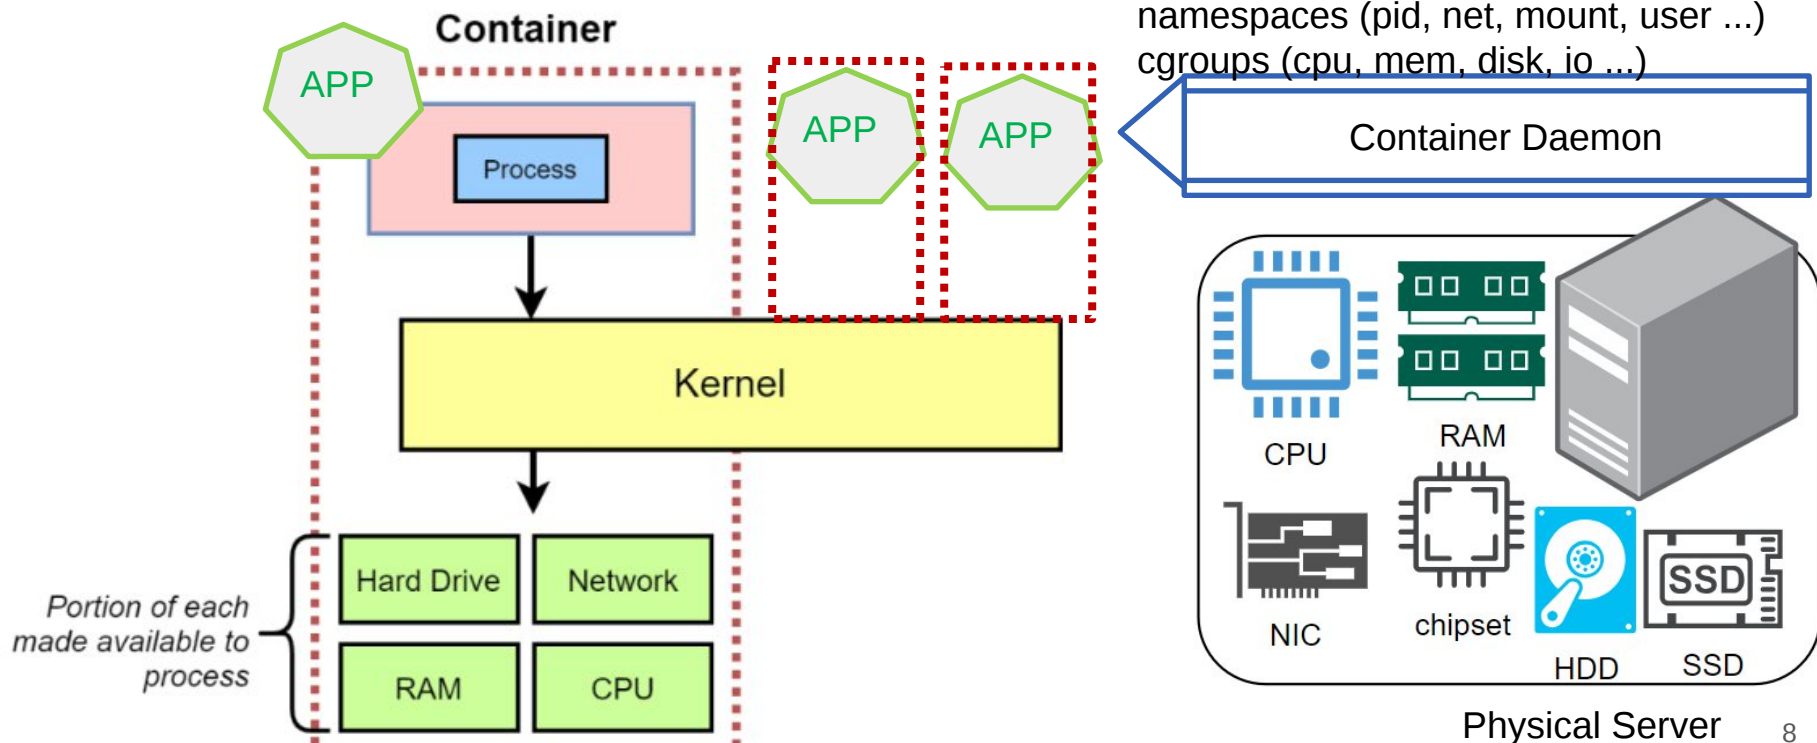 Container
namespaces (pid, net, mount, user ...)
cgroups (cpu, mem, disk, io ...)
APP
APP
APP
Container Daemon
Process
Kernel
CPU
RAM
Hard Drive
Network
Portion of each
made available to
process
RAM
CPU
NIC
chipset
HDD
SSD
SSD
Physical Server
8